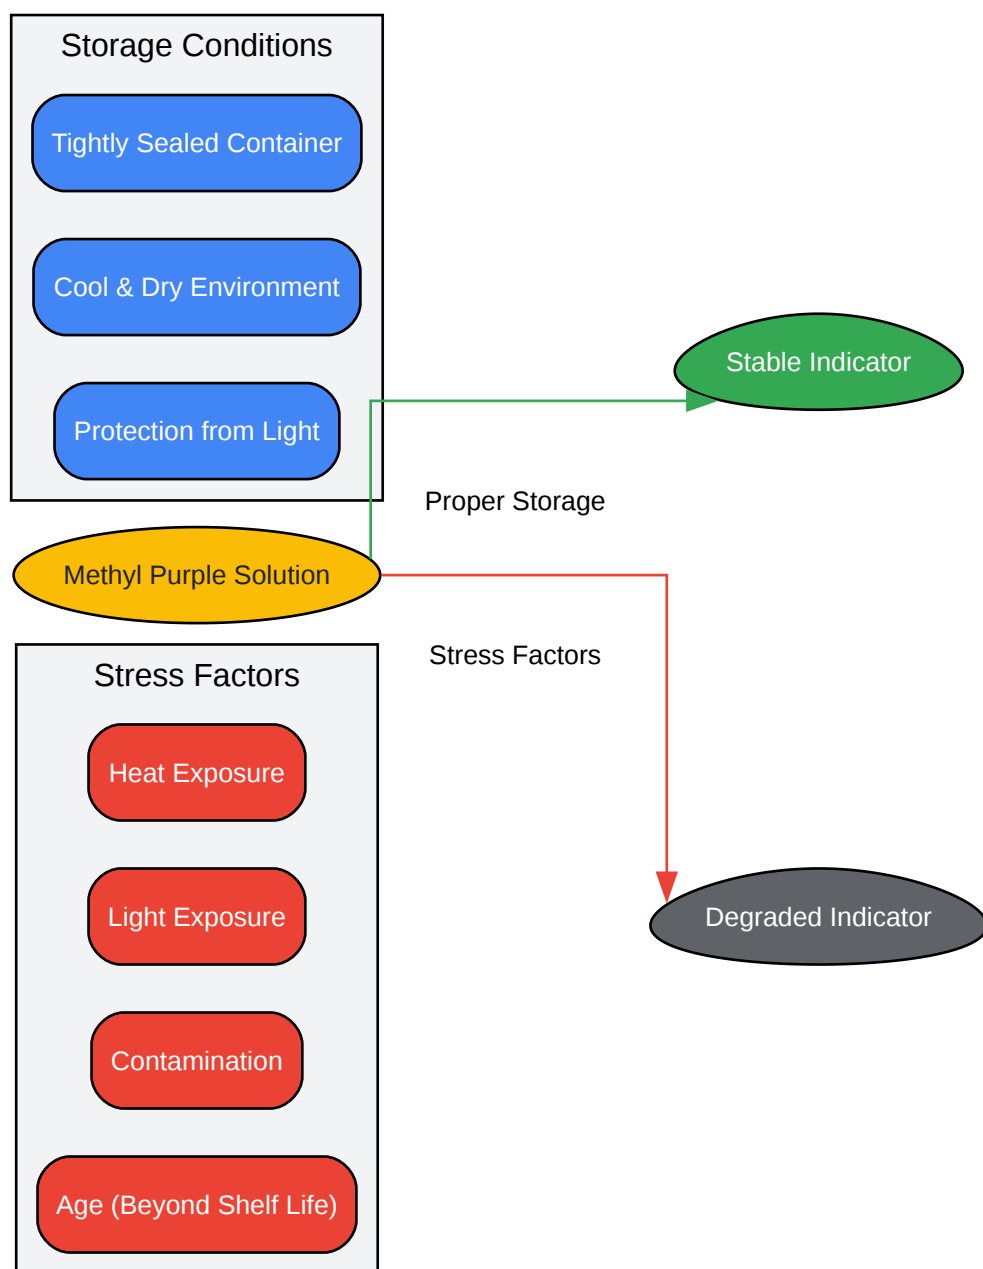 Storage Conditions
Tightly Sealed Container
Cool & Dry Environment
Protection from Light
Stable Indicator
Proper Storage
Methyl Purple Solution
Stress Factors
Stress Factors
Heat Exposure
Light Exposure
Degraded Indicator
Contamination
Age (Beyond Shelf Life)